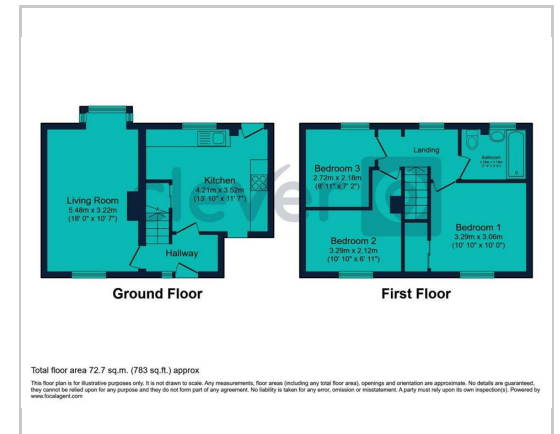 Living Room
5.48m x 3.22m
(18' 0" x 10' 7")
Kitchen
4.21m x 3.52m
(13' 10" x 11' 7")
Hallway
Ground Floor
Landing
Bathroom
Bedroom 3
2.72m x 2.18m
(8' 11" x 7' 2")
Bedroom 2
3.29m x 2.12m
(10' 10" x 6' 11")
Bedroom 1
3.29m x 3.06m
(10' 10" x 10' 0")
First Floor
clever
Total floor area 72.7 sq.m. (783 sq.ft.) approx
This floor plan is for illustrative purposes only. It is not drawn to scale. Any measurements, floor areas (including any total floor area), openings and orientation are approximate. No details are guaranteed,
they cannot be relied upon for any purpose and they do not form part of any agreement. No liability is taken for any error, omission or misstatement. A party must rely upon its own inspection(s). Powered by
www.focalagent.com